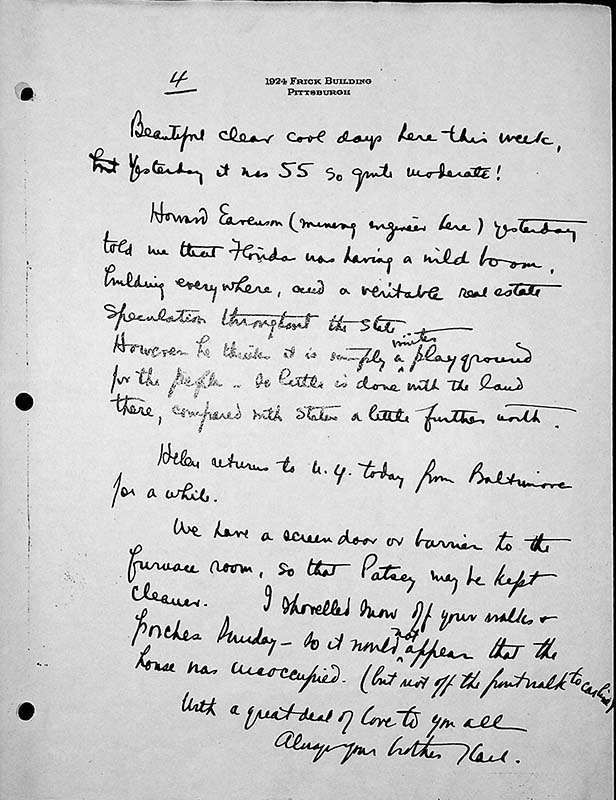 4
1924 FRICK BUILDING
PITTSBURGH
Beautiful clear cool days here this week,
but Yesterday it was 55 so quite moderate!
Howard Eavenson (mining engineer here) yesterday
told me that Florida was having a wild boom,
building everywhere, and a veritable real estate
speculation throughout the State.
However he thinks it is simply a winter playground
for the people - so little is done with the land
there, compared with States a little further north.
Helen returns to N.Y. today from Baltimore
for a while.
We have a screen door or barrier to the
furnace room, so that Patsey may be kept
cleaner. I shovelled snow off your walks &
porches Sunday - so it would not appear that the
house was unoccupied. (but not off the front walk to
With a great deal of love to you all
Always your brother